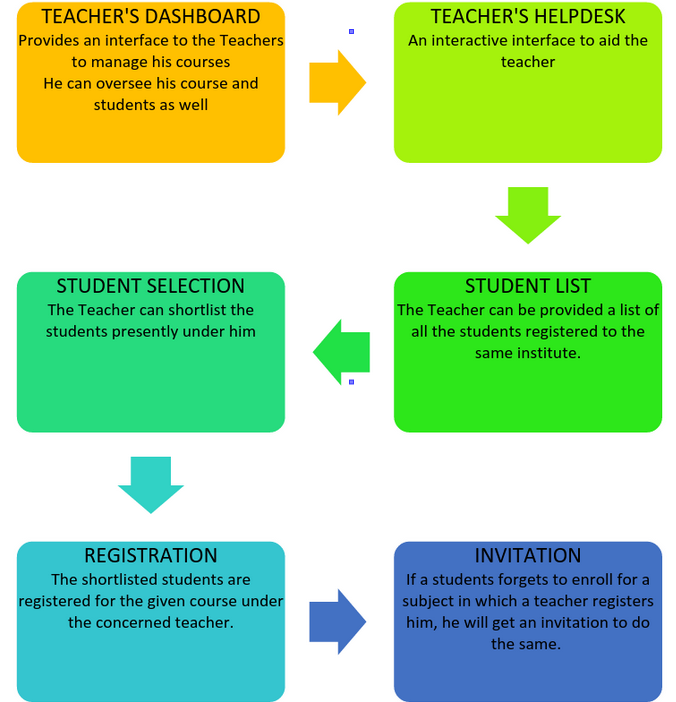 TEACHER'S DASHBOARD
Provides an interface to the Teachers
to manage his courses
He can oversee his course and
students as well
TEACHER'S HELPDESK
An interactive interface to aid the
teacher
STUDENT LIST
The Teacher can be provided a list of
all the students registered to the
same institute.
STUDENT SELECTION
The Teacher can shortlist the
students presently under him
REGISTRATION
The shortlisted students are
registered for the given course under
the concerned teacher.
INVITATION
If a students forgets to enroll for a
subject in which a teacher registers
him, he will get an invitation to do
the same.